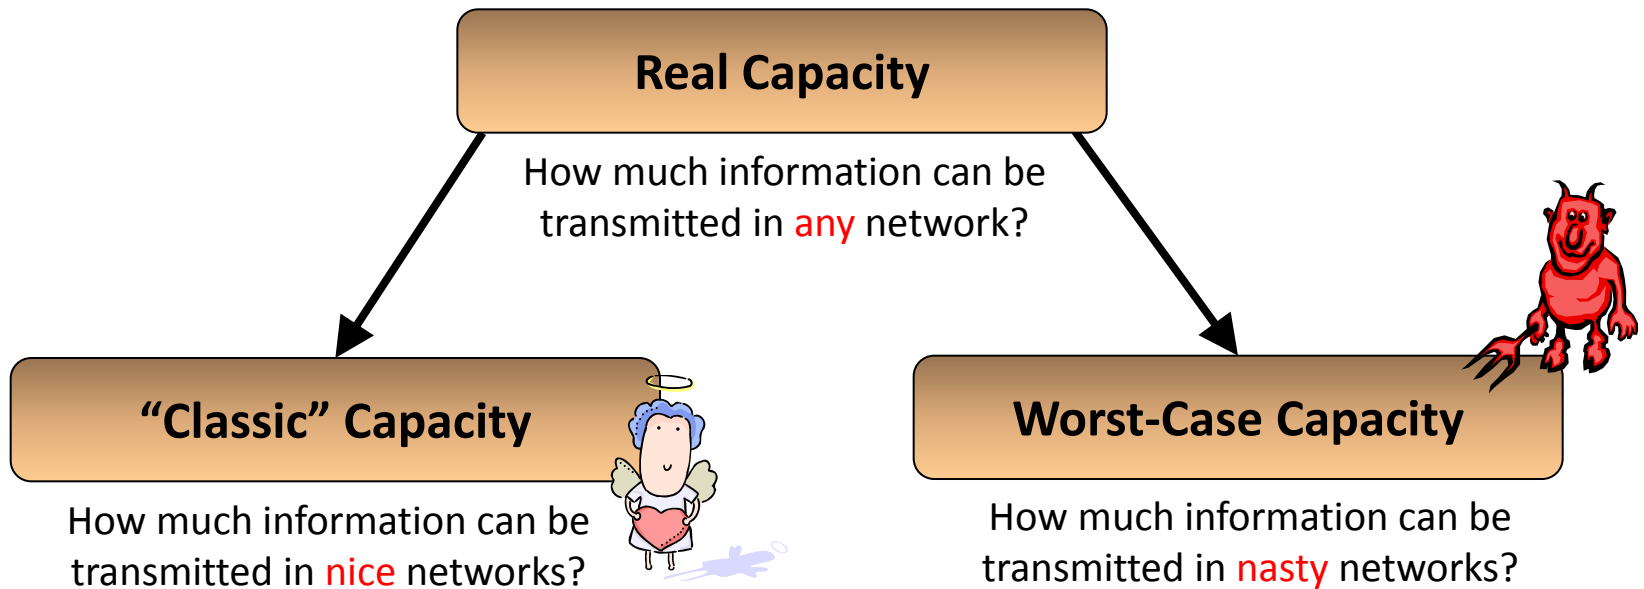 Real Capacity
How much information can be
transmitted in any network?
“Classic” Capacity
How much information can be
transmitted in nice networks?
Worst-Case Capacity
How much information can be
transmitted in nasty networks?